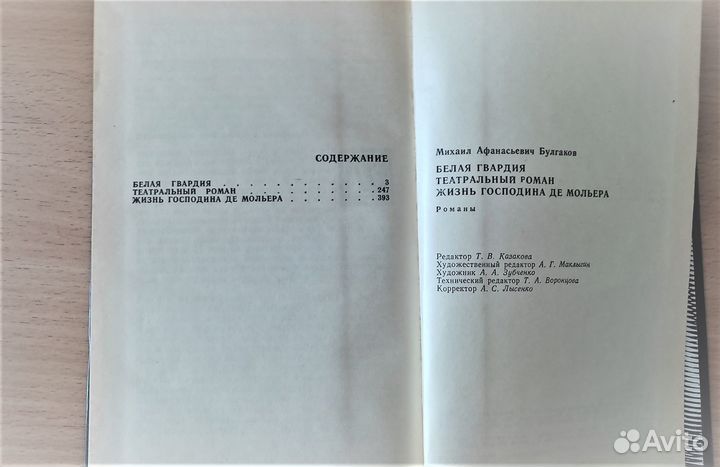 СОДЕРЖАНИЕ
БЕЛАЯ ГВАРДИЯ . . . . . . . . . . . 3
ТЕАТРАЛЬНЫЙ РОМАН . . . . . . . . . 247
ЖИЗНЬ ГОСПОДИНА ДЕ МОЛЬЕРА . . . . . . . 393
Михаил Афанасьевич Булгаков
БЕЛАЯ ГВАРДИЯ
ТЕАТРАЛЬНЫЙ РОМАН
ЖИЗНЬ ГОСПОДИНА ДЕ МОЛЬЕРА
Романы
Редактор Т. В. Казакова
Художественный редактор А. Г. Маклыгин
Художник А. А. Зубченко
Технический редактор Т. А. Воронцова
Корректор А. С. Лысенко
Avito